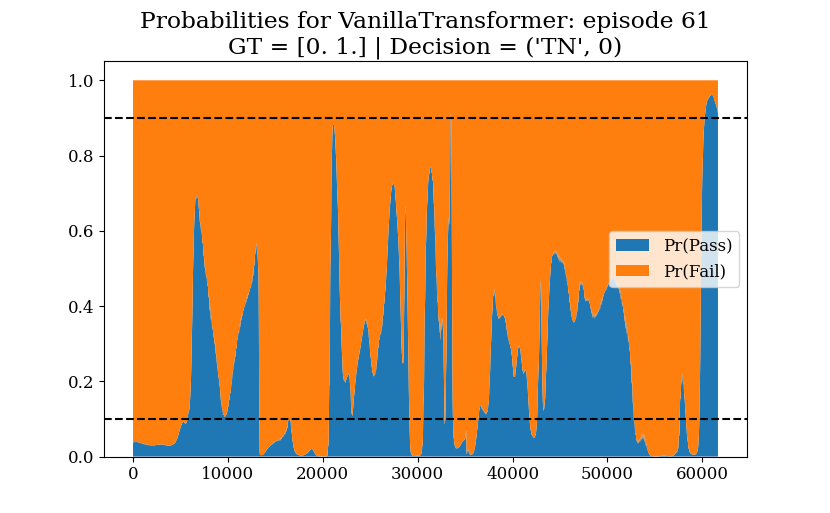 Probabilities for VanillaTransformer: episode 61
GT = [0. 1.] | Decision = ('TN', 0)
1.0
0.8
0.6
0.4
0.2
0.0
Pr(Pass)
Pr(Fail)
0 10000 20000 30000 40000 50000 60000